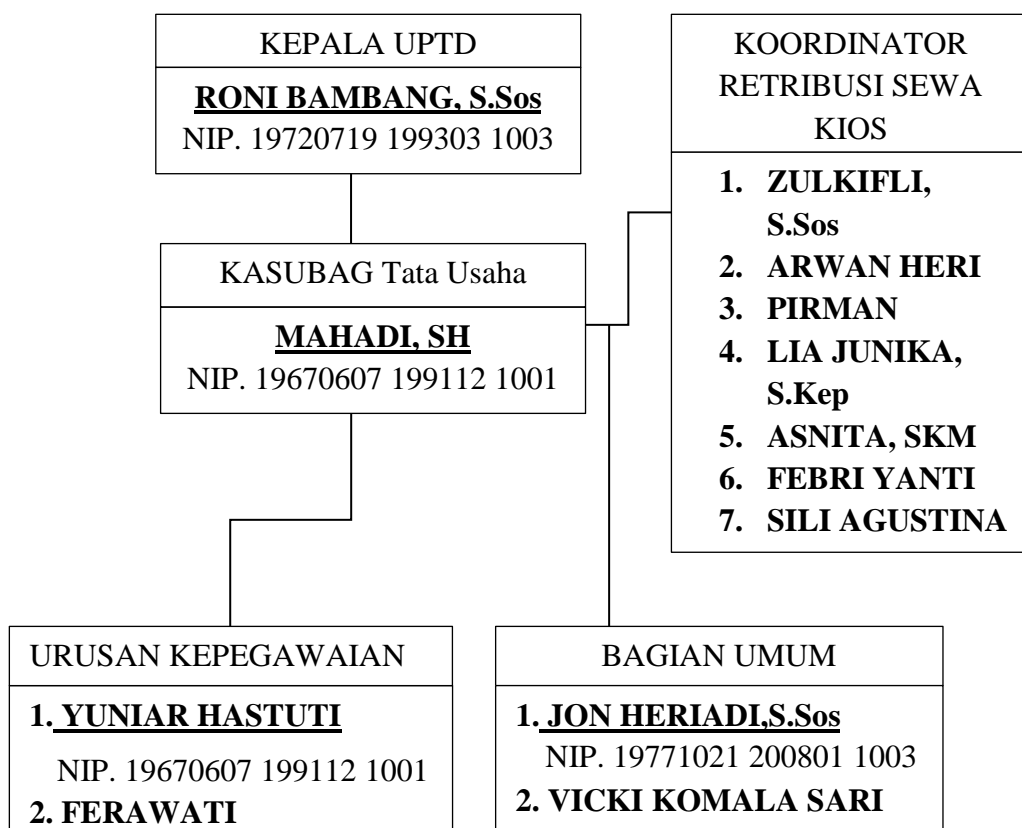 KEPALA UPTD
RONI BAMBANG, S.Sos
NIP. 19720719 199303 1003
KOORDINATOR
RETRIBUSI SEWA
KIOS
1. ZULKIFLI,
S.Sos
2. ARWAN HERI
3. PIRMAN
4. LIA JUNIKA,
S.Kep
5. ASNITA, SKM
6. FEBRI YANTI
7. SILI AGUSTINA
KASUBAG Tata Usaha
MAHADI, SH
NIP. 19670607 199112 1001
URUSAN KEPEGAWAIAN
1. YUNIAR HASTUTI
NIP. 19670607 199112 1001
2. FERAWATI
BAGIAN UMUM
1. JON HERIADI,S.Sos
NIP. 19771021 200801 1003
2. VICKI KOMALA SARI